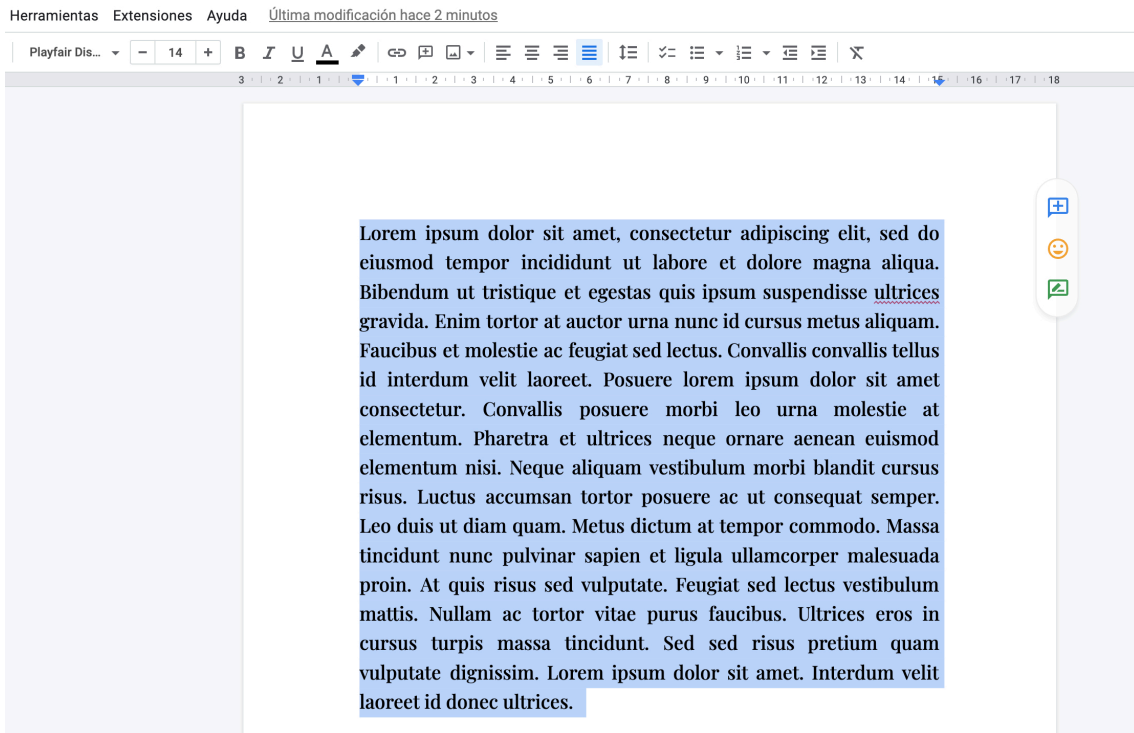 Herramientas Extensiones Ayuda Última modificación hace 2 minutos
Playfair Dis... − 14 + B I U A
3 2 1 1 2 3 4 5 6 7 8 9 10 11 12 13 14 15 16 17 18
Lorem ipsum dolor sit amet, consectetur adipiscing elit, sed do
eiusmod tempor incididunt ut labore et dolore magna aliqua.
Bibendum ut tristique et egestas quis ipsum suspendisse ultrices
gravida. Enim tortor at auctor urna nunc id cursus metus aliquam.
Faucibus et molestie ac feugiat sed lectus. Convallis convallis tellus
id interdum velit laoreet. Posuere lorem ipsum dolor sit amet
consectetur. Convallis posuere morbi leo urna molestie at
elementum. Pharetra et ultrices neque ornare aenean euismod
elementum nisi. Neque aliquam vestibulum morbi blandit cursus
risus. Luctus accumsan tortor posuere ac ut consequat semper.
Leo duis ut diam quam. Metus dictum at tempor commodo. Massa
tincidunt nunc pulvinar sapien et ligula ullamcorper malesuada
proin. At quis risus sed vulputate. Feugiat sed lectus vestibulum
mattis. Nullam ac tortor vitae purus faucibus. Ultrices eros in
cursus turpis massa tincidunt. Sed sed risus pretium quam
vulputate dignissim. Lorem ipsum dolor sit amet. Interdum velit
laoreet id donec ultrices.